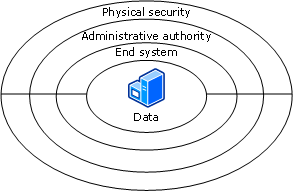 Physical security
Administrative authority
End system
Data